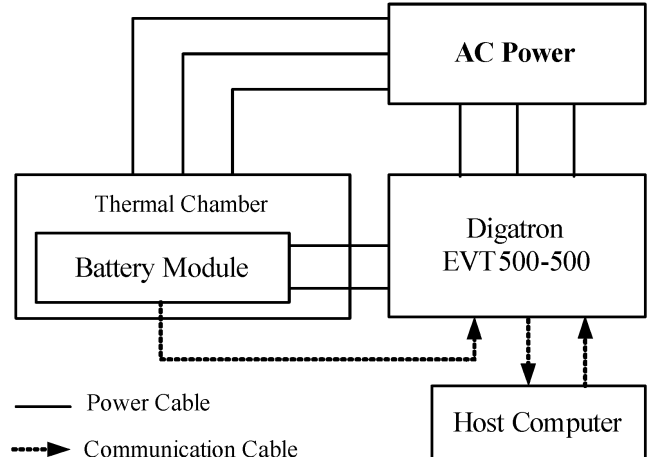 AC Power
Thermal Chamber
Battery Module
Digatron
EVT500-500
Host Computer
Power Cable
Communication Cable